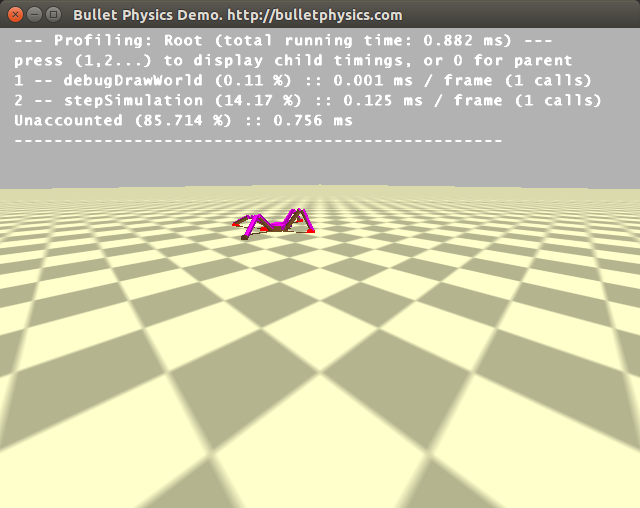 Bullet Physics Demo. http://bulletphysics.com
--- Profiling: Root (total running time: 0.882 ms) ---
press (1,2...) to display child timings, or 0 for parent
1 -- debugDrawWorld (0.11 %) :: 0.001 ms / frame (1 calls)
2 -- stepSimulation (14.17 %) :: 0.125 ms / frame (1 calls)
Unaccounted (85.714 %) :: 0.756 ms
-------------------------------------------------